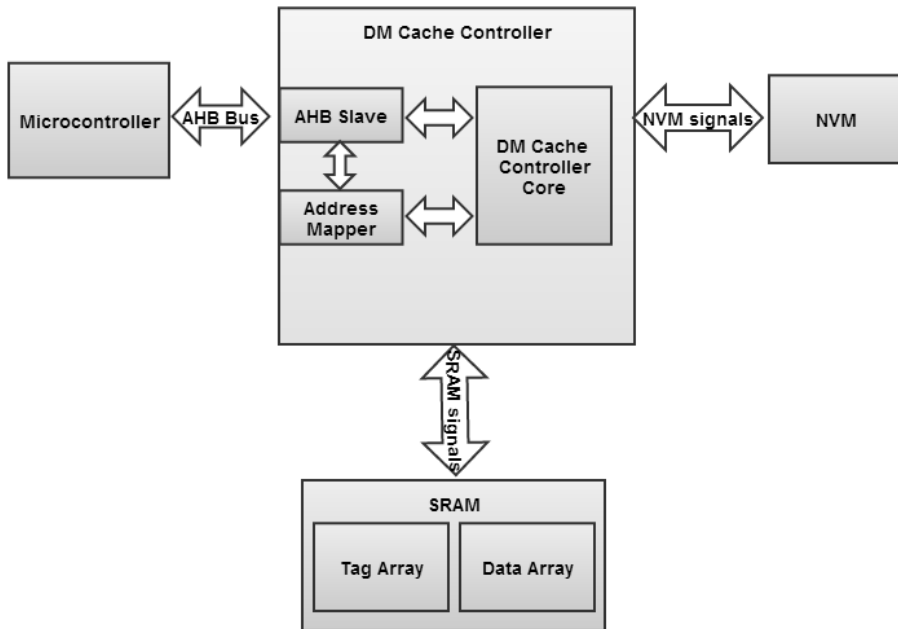 DM Cache Controller
Microcontroller
AHB Bus
AHB Slave
DM Cache
Controller
Core
Address
Mapper
NVM signals
NVM
SRAM signals
SRAM
Tag Array
Data Array